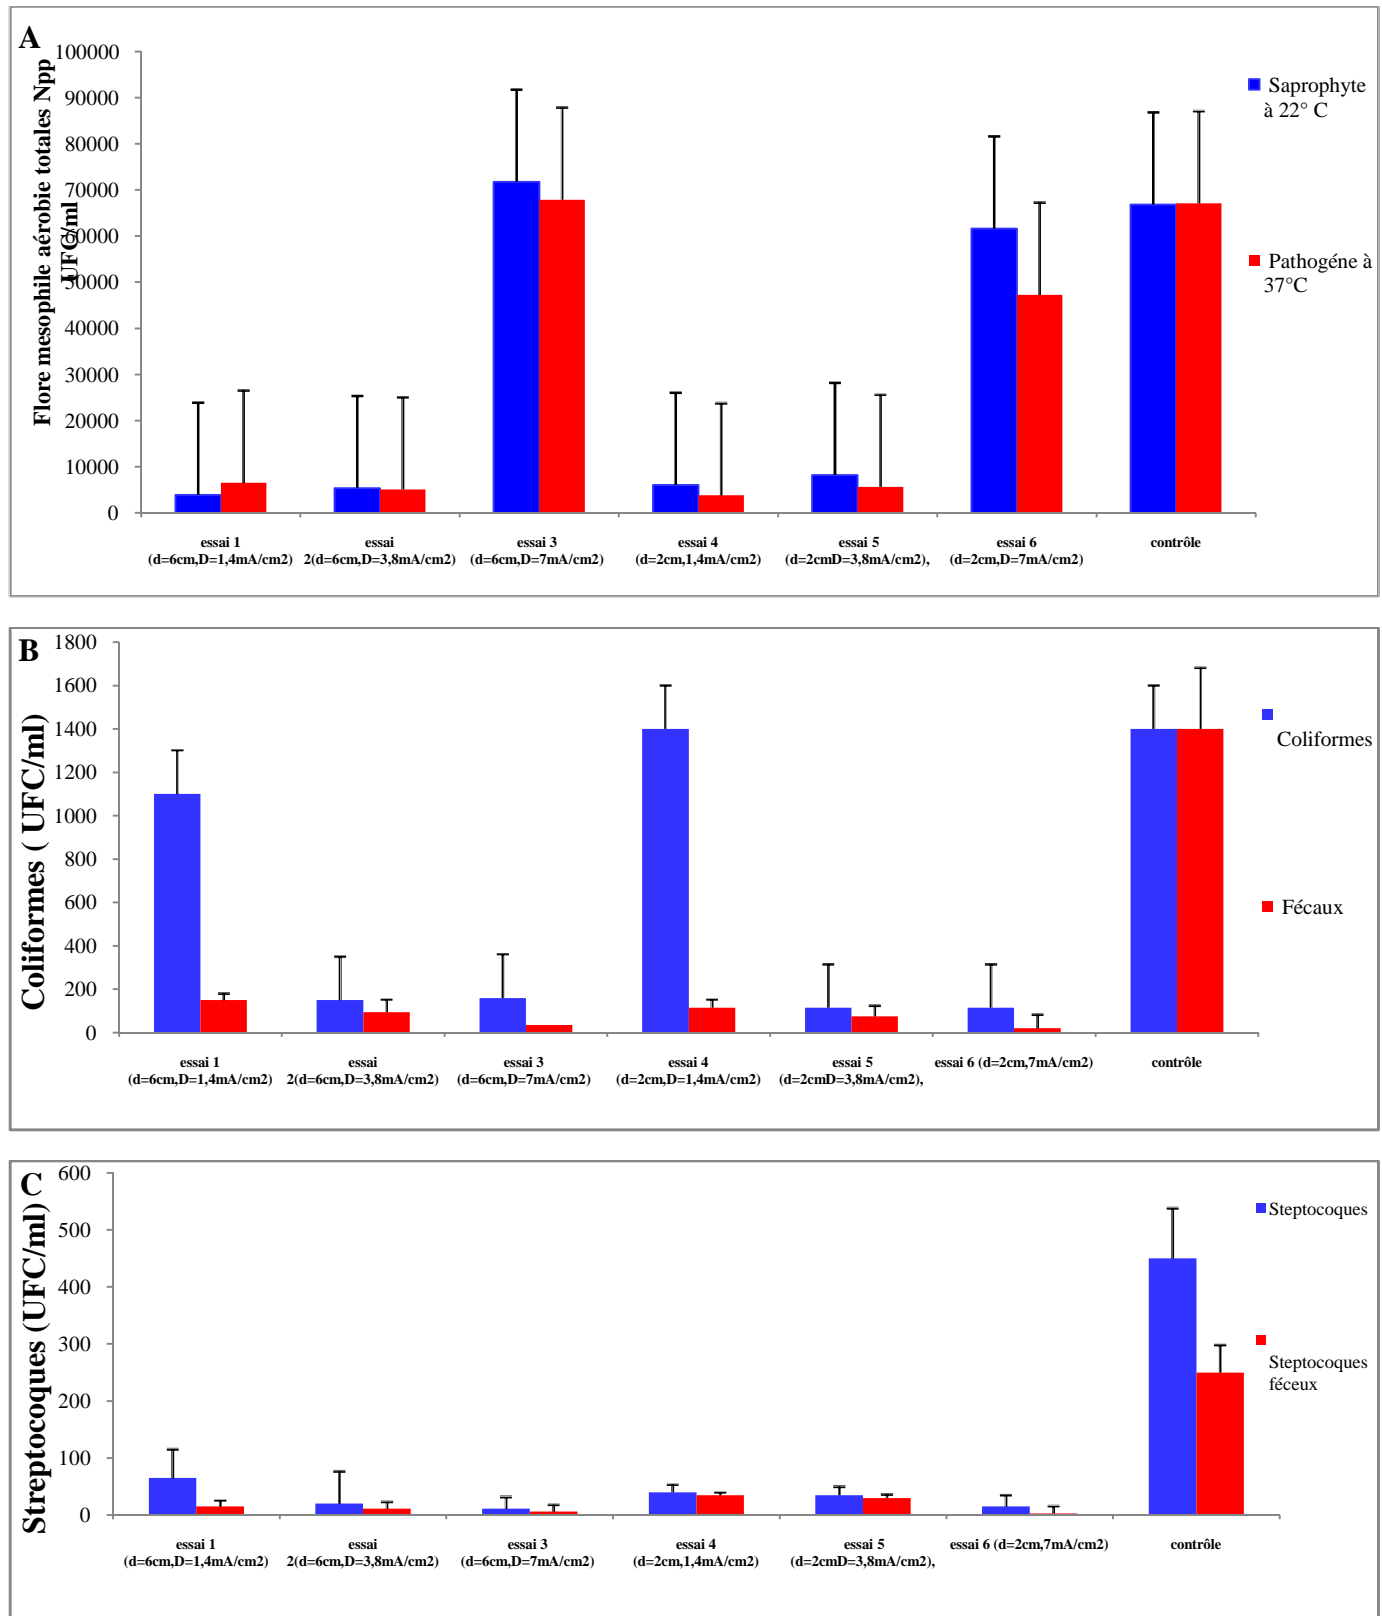 A
100000
90000
80000
70000
60000
50000
40000
30000
20000
10000
0
Flore mesophile aérobie totales Npp
UFC/ml
Saprophyte
à 22° C
Pathogéne à
37°C
essai 1
(d=6cm,D=1,4mA/cm2)
essai
2(d=6cm,D=3,8mA/cm2)
essai 3
(d=6cm,D=7mA/cm2)
essai 4
(d=2cm,1,4mA/cm2)
essai 5
(d=2cmD=3,8mA/cm2),
essai 6
(d=2cm,D=7mA/cm2)
contrôle
B
1800
1600
1400
1200
1000
800
600
400
200
0
Coliformes ( UFC/ml)
Coliformes
Fécaux
essai 1
(d=6cm,D=1,4mA/cm2)
essai
2(d=6cm,D=3,8mA/cm2)
essai 3
(d=6cm,D=7mA/cm2)
essai 4
(d=2cm,D=1,4mA/cm2)
essai 5
(d=2cmD=3,8mA/cm2),
essai 6 (d=2cm,7mA/cm2)
contrôle
C
600
500
400
300
200
100
0
Streptocoques (UFC/ml)
Steptocoques
Steptocoques
féceux
essai 1
(d=6cm,D=1,4mA/cm2)
essai
2(d=6cm,D=3,8mA/cm2)
essai 3
(d=6cm,D=7mA/cm2)
essai 4
(d=2cm,1,4mA/cm2)
essai 5
(d=2cmD=3,8mA/cm2),
essai 6 (d=2cm,7mA/cm2)
contrôle